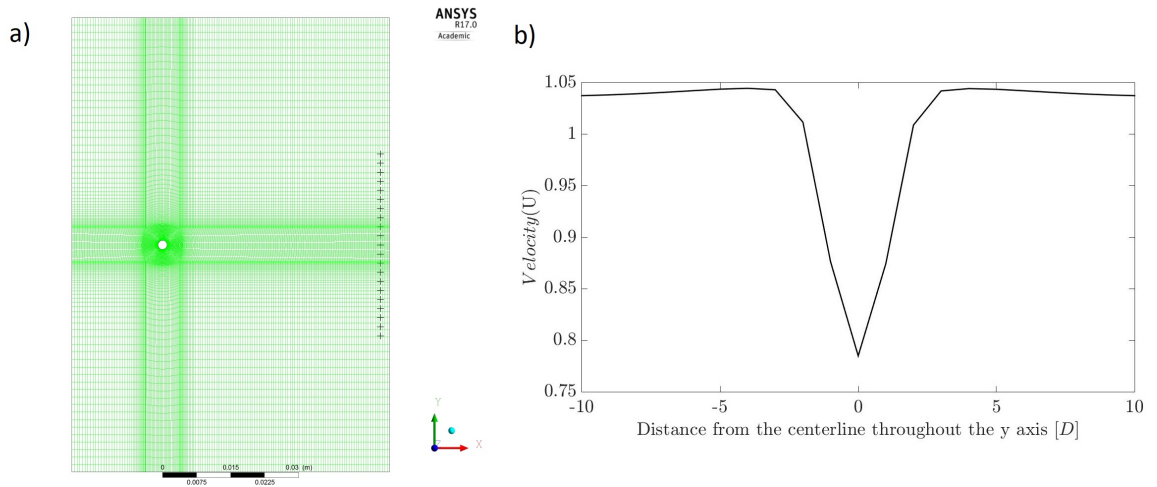 a)
ANSYS
R17.0
Academic
Y
Z
X
0
0.015
0.03 (m)
0.0075
0.0225
b)
1.05
1
0.95
0.9
0.85
0.8
0.75
Velocity(U)
-10
-5
0
5
10
Distance from the centerline throughout the y axis [D]